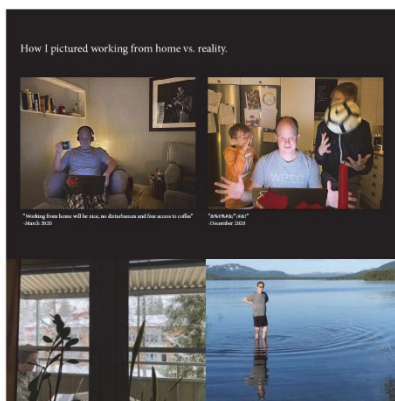 How I pictured working from home vs. reality.
"Working from home will be nice, no disturbances and free access to coffee"
-March 2020
-December 2020